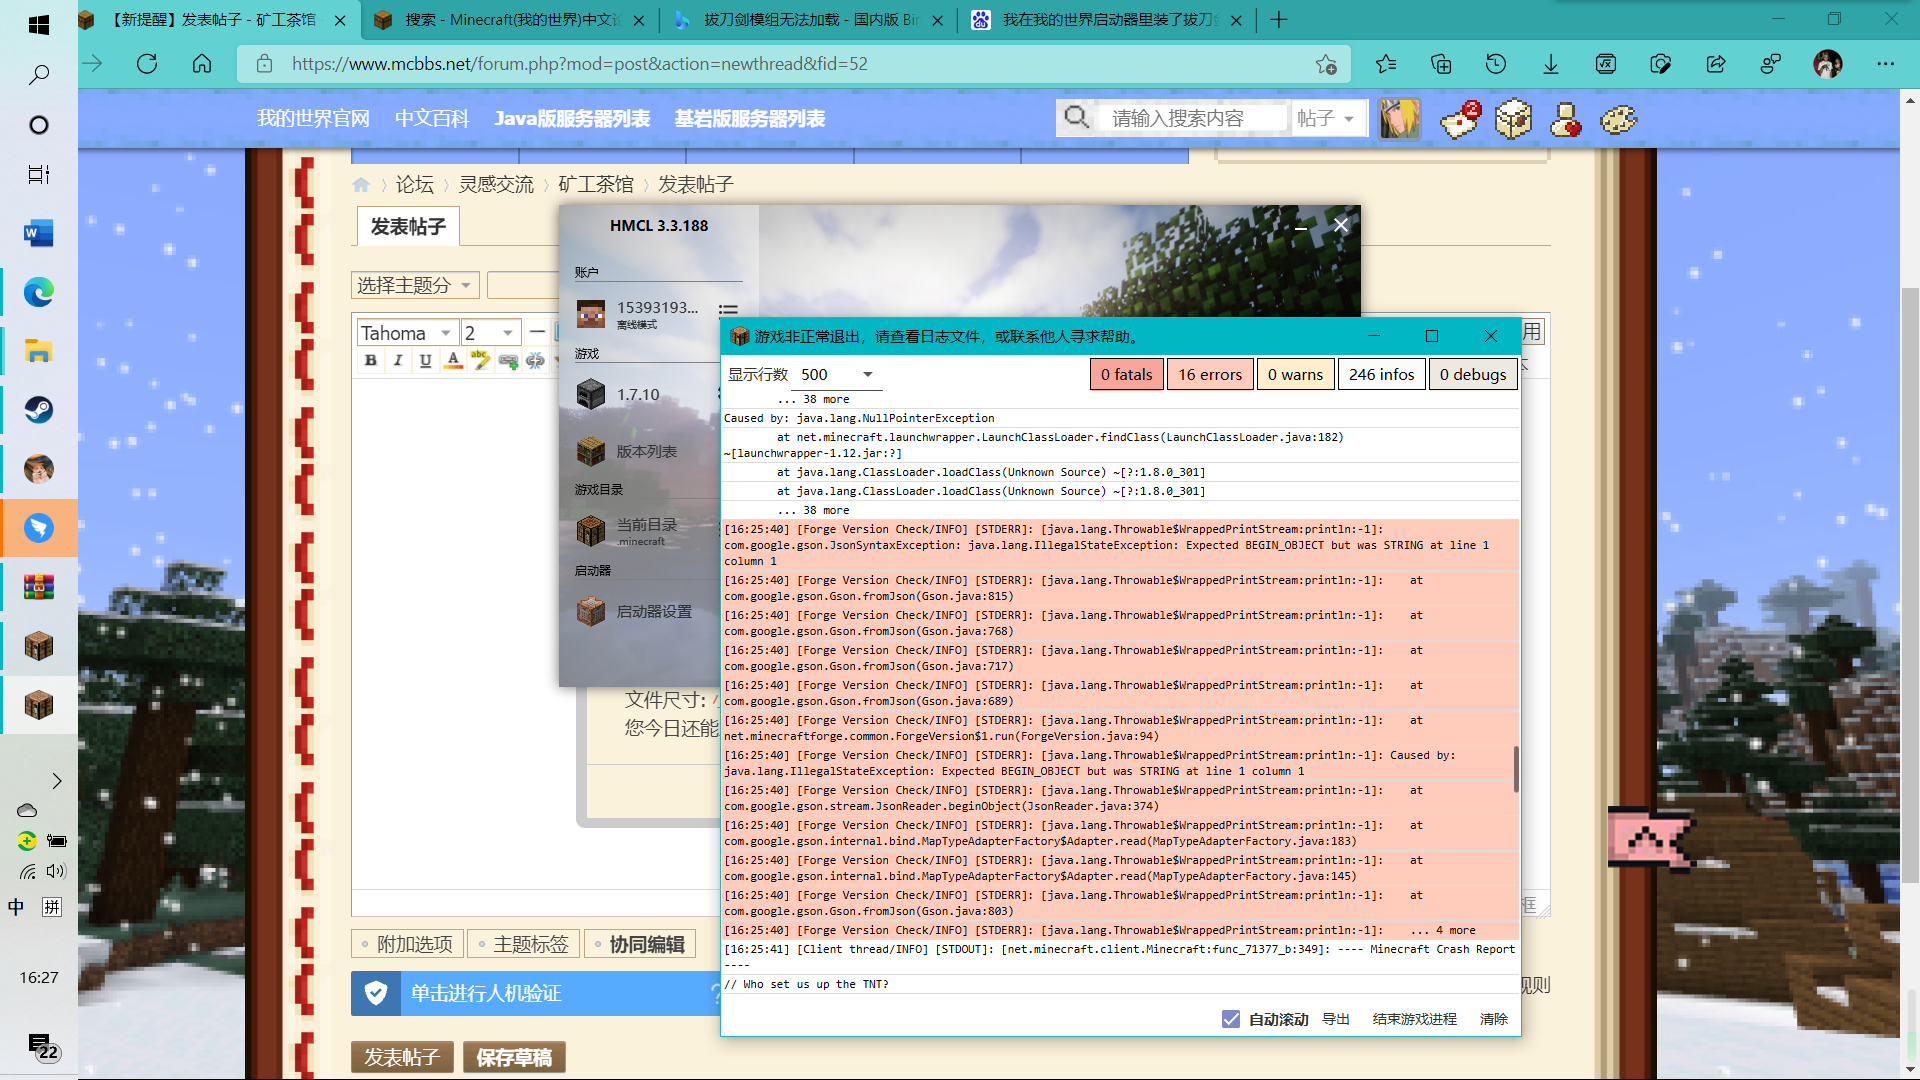 【新提醒】发表帖子 - 矿工茶馆 -
搜索 - Minecraft(我的世界)中文论
拔刀剑模组无法加载 - 国内版 Bin
我在我的世界启动器里装了拔刀剑
https://www.mcbbs.net/forum.php?mod=post&action=newthread&fid=52
我的世界官网 中文百科 Java版服务器列表 基岩版服务器列表
请输入搜索内容 帖子
2
论坛 › 灵感交流 › 矿工茶馆 › 发表帖子
发表帖子
选择主题分
Tahoma 2
B I U A abc
HMCL 3.3.188
账户
15393193...
离线模式
游戏
1.7.10
版本列表
游戏目录
当前目录
.minecraft
启动器
启动器设置
文件尺寸:
您今日还能
游戏非正常退出，请查看日志文件，或联系他人寻求帮助。
用
显示行数 500
0 fatals 16 errors 0 warns 246 infos 0 debugs
... 38 more
Caused by: java.lang.NullPointerException
at net.minecraft.launchwrapper.LaunchClassLoader.findClass(LaunchClassLoader.java:182)
~[launchwrapper-1.12.jar:?]
at java.lang.ClassLoader.loadClass(Unknown Source) ~[?:1.8.0_301]
at java.lang.ClassLoader.loadClass(Unknown Source) ~[?:1.8.0_301]
... 38 more
[16:25:40] [Forge Version Check/INFO] [STDERR]: [java.lang.Throwable$WrappedPrintStream:println:-1]:
com.google.gson.JsonSyntaxException: java.lang.IllegalStateException: Expected BEGIN_OBJECT but was STRING at line 1
column 1
[16:25:40] [Forge Version Check/INFO] [STDERR]: [java.lang.Throwable$WrappedPrintStream:println:-1]: at
com.google.gson.Gson.fromJson(Gson.java:815)
[16:25:40] [Forge Version Check/INFO] [STDERR]: [java.lang.Throwable$WrappedPrintStream:println:-1]: at
com.google.gson.Gson.fromJson(Gson.java:768)
[16:25:40] [Forge Version Check/INFO] [STDERR]: [java.lang.Throwable$WrappedPrintStream:println:-1]: at
com.google.gson.Gson.fromJson(Gson.java:717)
[16:25:40] [Forge Version Check/INFO] [STDERR]: [java.lang.Throwable$WrappedPrintStream:println:-1]: at
com.google.gson.Gson.fromJson(Gson.java:689)
[16:25:40] [Forge Version Check/INFO] [STDERR]: [java.lang.Throwable$WrappedPrintStream:println:-1]: at
net.minecraftforge.common.ForgeVersion$1.run(ForgeVersion.java:94)
[16:25:40] [Forge Version Check/INFO] [STDERR]: [java.lang.Throwable$WrappedPrintStream:println:-1]: Caused by:
java.lang.IllegalStateException: Expected BEGIN_OBJECT but was STRING at line 1 column 1
[16:25:40] [Forge Version Check/INFO] [STDERR]: [java.lang.Throwable$WrappedPrintStream:println:-1]: at
com.google.gson.stream.JsonReader.beginObject(JsonReader.java:374)
[16:25:40] [Forge Version Check/INFO] [STDERR]: [java.lang.Throwable$WrappedPrintStream:println:-1]: at
com.google.gson.internal.bind.MapTypeAdapterFactory$Adapter.read(MapTypeAdapterFactory.java:183)
[16:25:40] [Forge Version Check/INFO] [STDERR]: [java.lang.Throwable$WrappedPrintStream:println:-1]: at
com.google.gson.internal.bind.MapTypeAdapterFactory$Adapter.read(MapTypeAdapterFactory.java:145)
[16:25:40] [Forge Version Check/INFO] [STDERR]: [java.lang.Throwable$WrappedPrintStream:println:-1]: at
com.google.gson.Gson.fromJson(Gson.java:803)
[16:25:40] [Forge Version Check/INFO] [STDERR]: [java.lang.Throwable$WrappedPrintStream:println:-1]: ... 4 more
[16:25:41] [Client thread/INFO] [STDOUT]: [net.minecraft.client.Minecraft:func_71377_b:349]: ---- Minecraft Crash Report
----
// Who set us up the TNT?
自动滚动 导出 结束游戏进程 清除
框
附加选项 主题标签 协同编辑
单击进行人机验证 ?
规则
发表帖子 保存草稿
中 拼
16:27
22